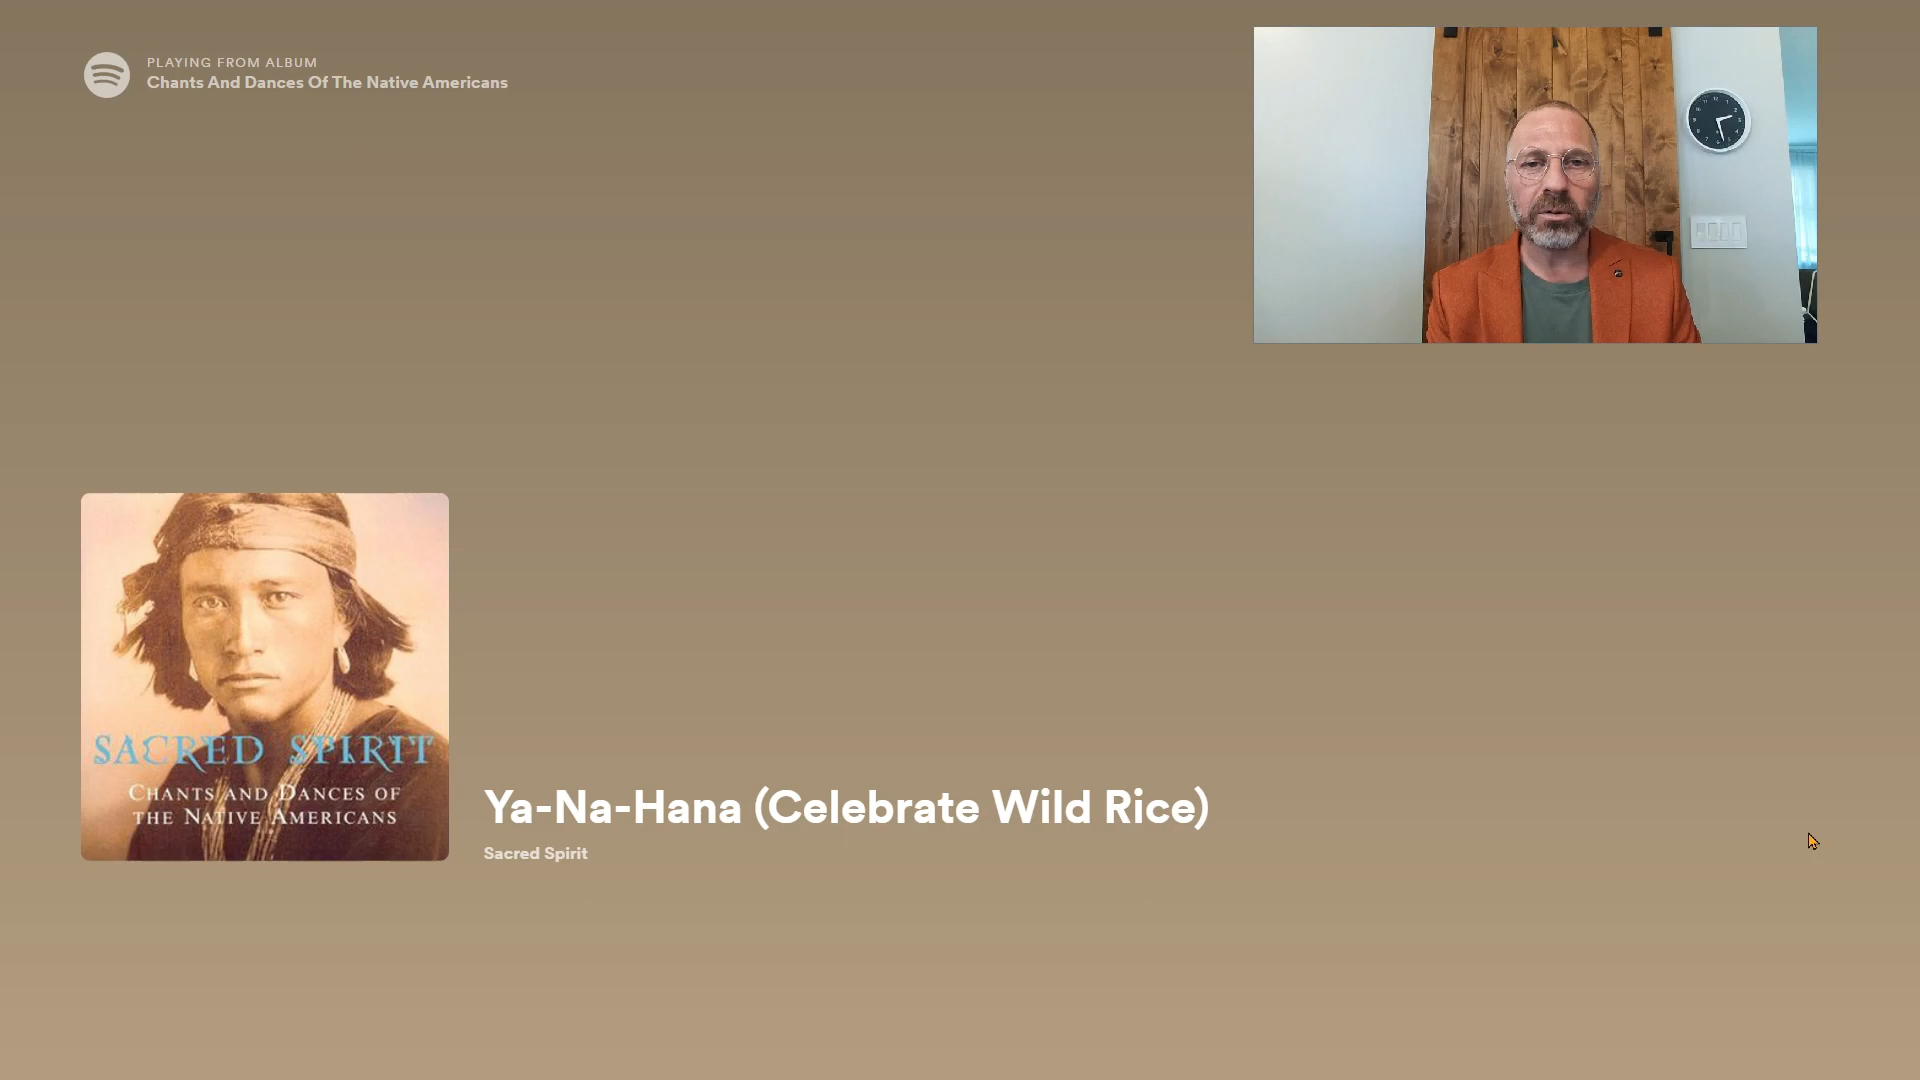 PLAYING FROM ALBUM
Chants And Dances Of The Native Americans
SACRED SPIRIT
CHANTS AND DANCES OF
THE NATIVE AMERICANS
Ya-Na-Hana (Celebrate Wild Rice)
Sacred Spirit